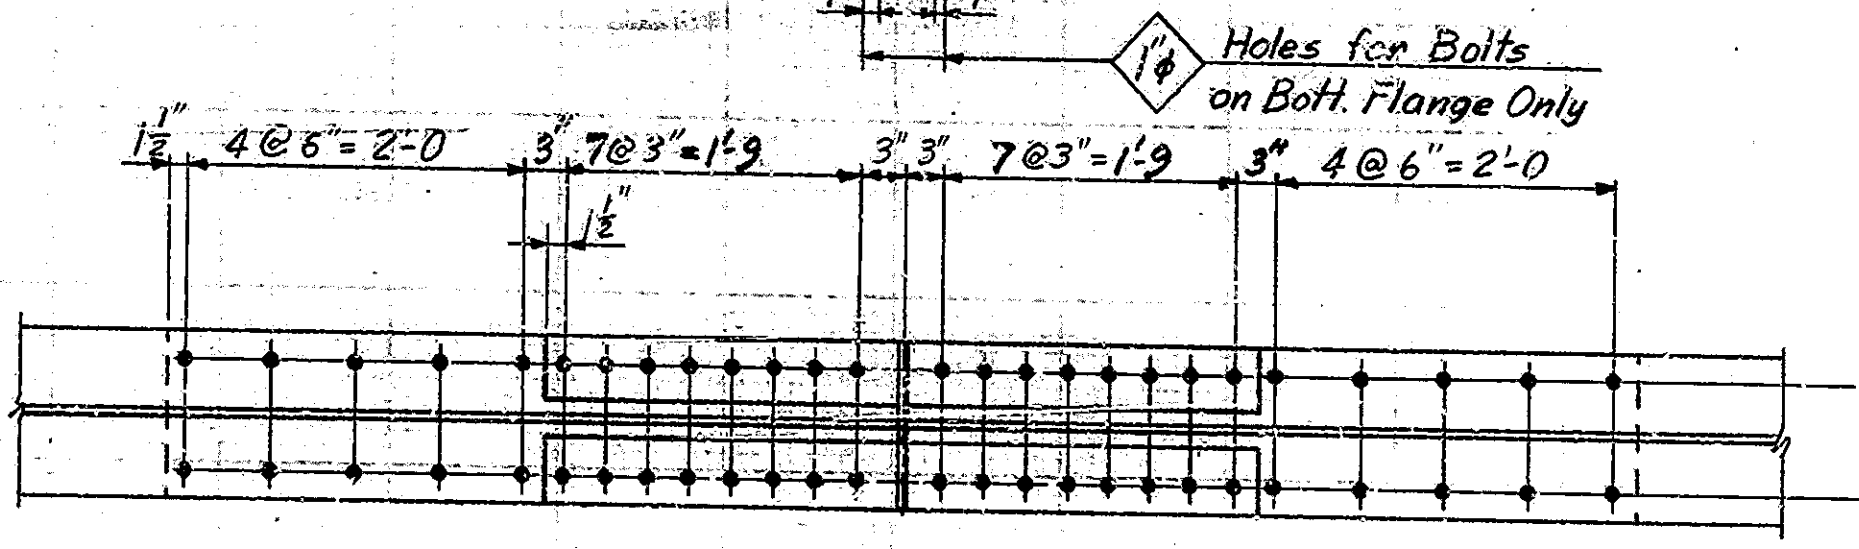 1"ϕ
Holes for Bolts
on Bott. Flange Only
1 1/2" 4 @ 6" = 2'-0 3" 7 @ 3" = 1'-9 3" 3" 7 @ 3" = 1'-9 3" 4 @ 6" = 2'-0
1 1/2"